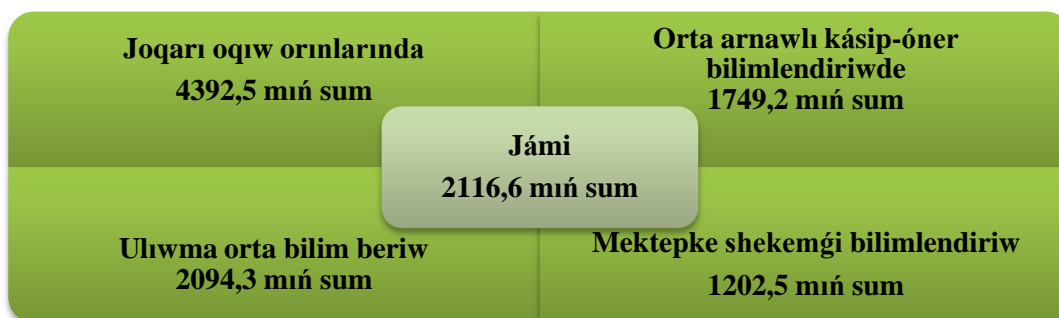 Joqarı oqıw orınlarında
4392,5 mıń sum
Orta arnawlı kásip-óner
bilimlendiriwde
1749,2 mıń sum
Jámi
2116,6 mıń sum
Ulıwma orta bilim beriw
2094,3 mıń sum
Mektepke shekemǵi bilimlendiriw
1202,5 mıń sum